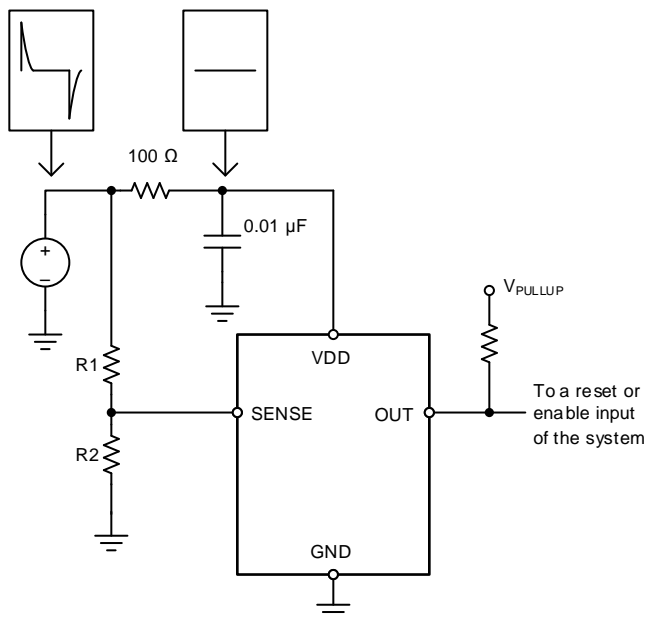 100 Ω
0.01 µF
+
–
VPULLUP
R1
VDD
SENSE
OUT
To a reset or
enable input
of the system
R2
GND